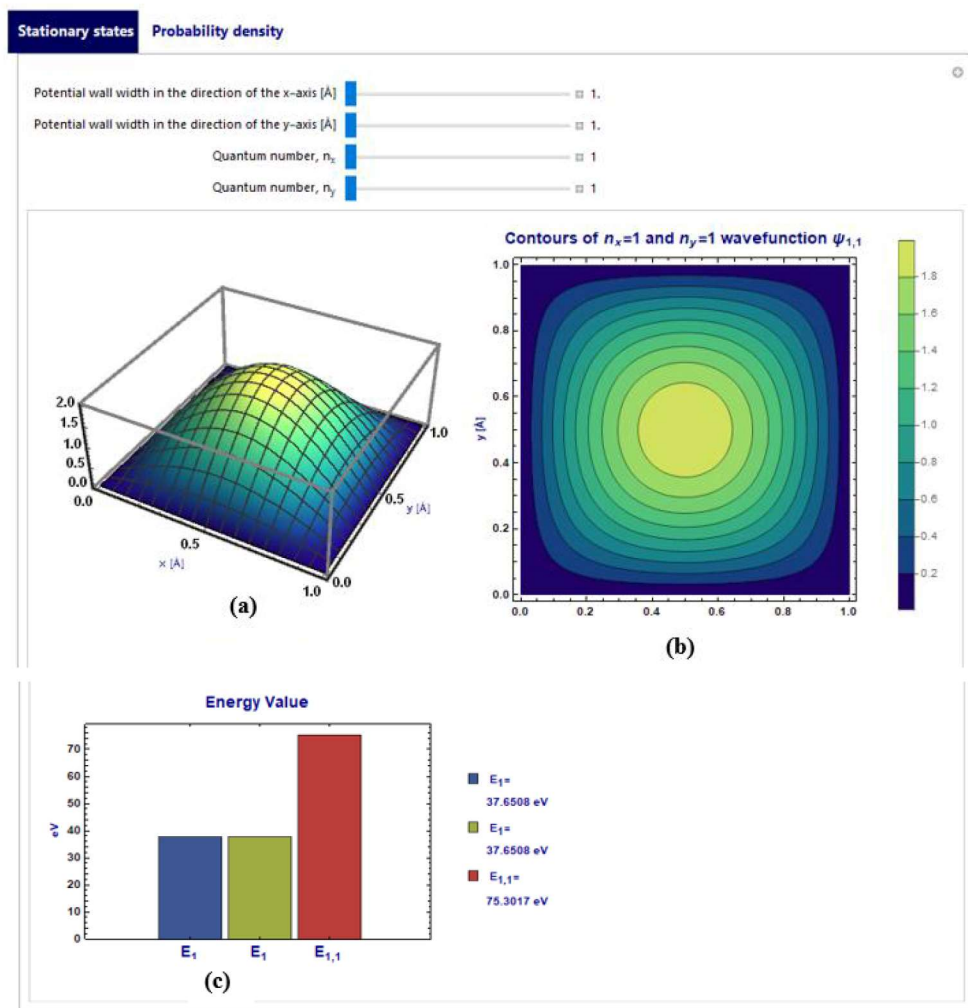 Stationary states Probability density
Potential wall width in the direction of the x-axis [Å] 1.
Potential wall width in the direction of the y-axis [Å] 1.
Quantum number, nₓ 1
Quantum number, n_y 1
Contours of nₓ=1 and n_y=1 wavefunction ψ₁,₁
2.0
1.5
1.0
0.5
0.0
0.0
0.5
x [Å]
1.0
0.0
0.5
y [Å]
1.0
(a)
1.0
0.8
0.6
0.4
0.2
0.0
y [Å]
0.0 0.2 0.4 0.6 0.8 1.0
1.8
1.6
1.4
1.2
1.0
0.8
0.6
0.4
0.2
(b)
Energy Value
70
60
50
40
30
20
10
0
eV
E₁ E₁ E₁,₁
E₁=
37.6508 eV
E₁=
37.6508 eV
E₁,₁=
75.3017 eV
(c)